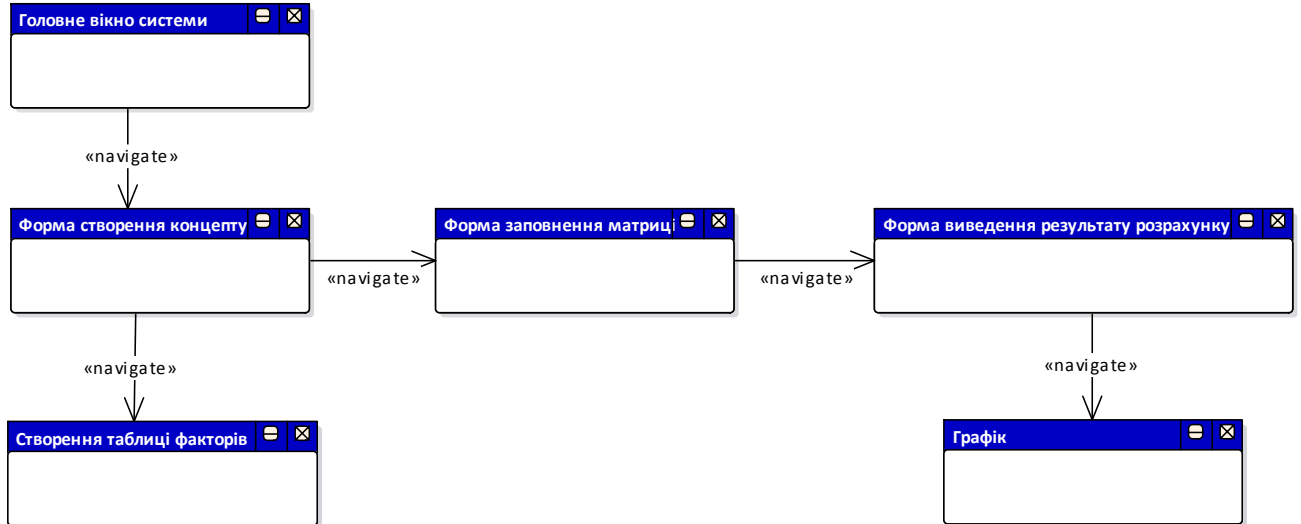 Головне вікно системи
«navigate»
Форма створення концепту
Форма заповнення матриці
Форма виведення результату розрахунку
«navigate»
«navigate»
«navigate»
«navigate»
Створення таблиці факторів
Графік